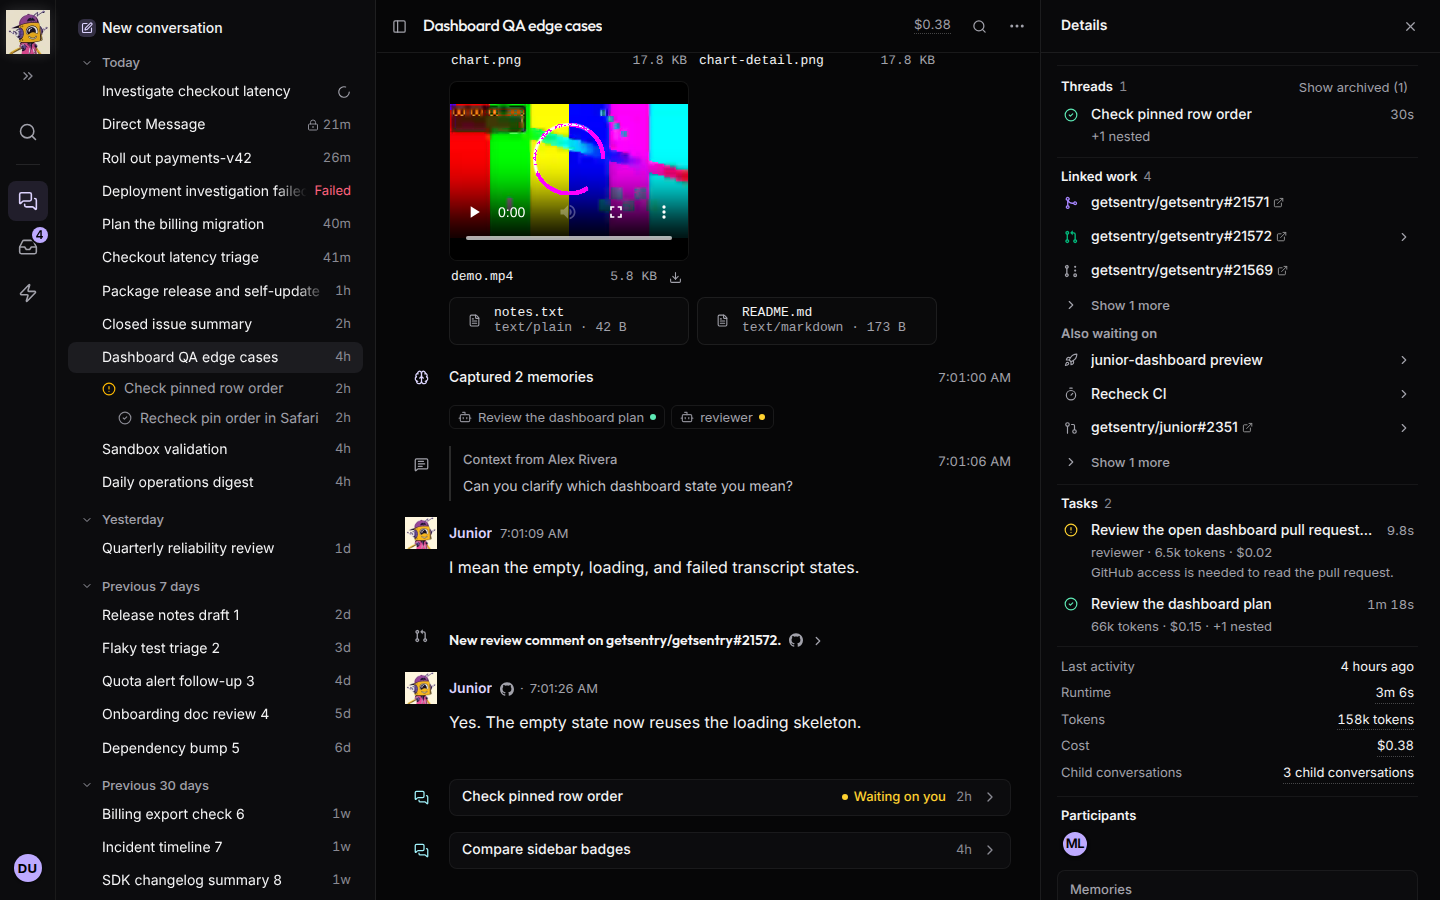 New conversation
Today
Investigate checkout latency
Direct Message 21m
Roll out payments-v42 26m
Deployment investigation failed Failed
Plan the billing migration 40m
Checkout latency triage 41m
Package release and self-update 1h
Closed issue summary 2h
Dashboard QA edge cases 4h
Check pinned row order 2h
Recheck pin order in Safari 2h
Sandbox validation 4h
Daily operations digest 4h
Yesterday
Quarterly reliability review 1d
Previous 7 days
Release notes draft 1 2d
Flaky test triage 2 3d
Quota alert follow-up 3 4d
Onboarding doc review 4 5d
Dependency bump 5 6d
Previous 30 days
Billing export check 6 1w
Incident timeline 7 1w
SDK changelog summary 8 1w
4
DU
Dashboard QA edge cases $0.38
chart.png 17.8 KB chart-detail.png 17.8 KB
0:00
demo.mp4 5.8 KB
notes.txt
text/plain · 42 B
README.md
text/markdown · 173 B
Captured 2 memories 7:01:00 AM
Review the dashboard plan reviewer
Context from Alex Rivera 7:01:06 AM
Can you clarify which dashboard state you mean?
Junior 7:01:09 AM
I mean the empty, loading, and failed transcript states.
New review comment on getsentry/getsentry#21572.
Junior · 7:01:26 AM
Yes. The empty state now reuses the loading skeleton.
Check pinned row order Waiting on you 2h
Compare sidebar badges 4h
Details
Threads 1 Show archived (1)
Check pinned row order 30s
+1 nested
Linked work 4
getsentry/getsentry#21571
getsentry/getsentry#21572
getsentry/getsentry#21569
Show 1 more
Also waiting on
junior-dashboard preview
Recheck CI
getsentry/junior#2351
Show 1 more
Tasks 2
Review the open dashboard pull request... 9.8s
reviewer · 6.5k tokens · $0.02
GitHub access is needed to read the pull request.
Review the dashboard plan 1m 18s
66k tokens · $0.15 · +1 nested
Last activity 4 hours ago
Runtime 3m 6s
Tokens 158k tokens
Cost $0.38
Child conversations 3 child conversations
Participants
ML
Memories